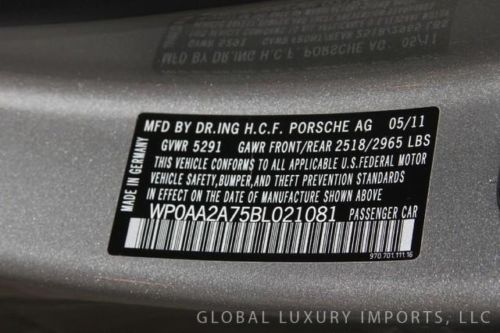 MFD BY DR.ING H.C.F. PORSCHE AG 05/11
GVWR 5291 GAWR FRONT/REAR 2518/2965 LBS
THIS VEHICLE CONFORMS TO ALL APPLICABLE U.S.FEDERAL MOTOR
VEHICLE SAFETY,BUMPER,AND THEFT PREVENTION STANDARDS
IN EFFECT ON THE DATE OF MANUFACTURE SHOWN ABOVE.
WP0AA2A75BL021081 PASSENGER CAR
MADE IN GERMANY
970.701.111.16
GLOBAL LUXURY IMPORTS, LLC